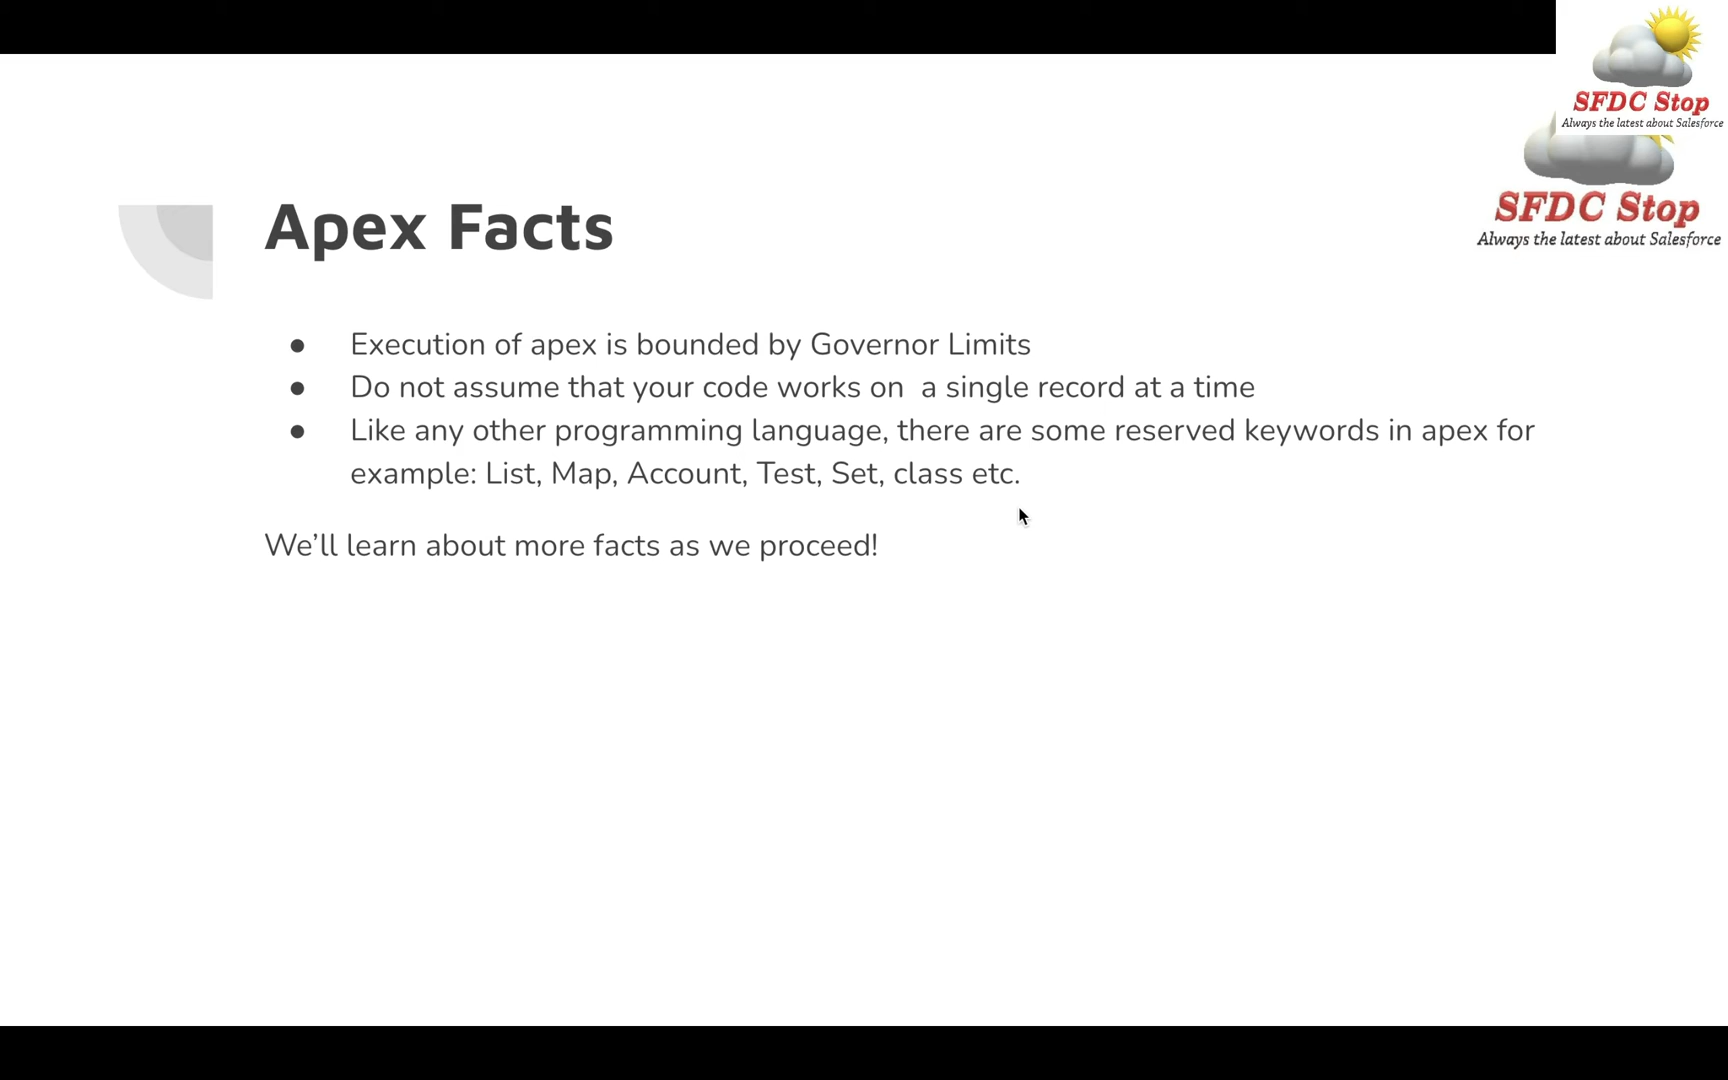 SFDC Stop
Always the latest about Salesforce
SFDC Stop
Always the latest about Salesforce
Apex Facts
● Execution of apex is bounded by Governor Limits
● Do not assume that your code works on  a single record at a time
● Like any other programming language, there are some reserved keywords in apex for
example: List, Map, Account, Test, Set, class etc.
We’ll learn about more facts as we proceed!